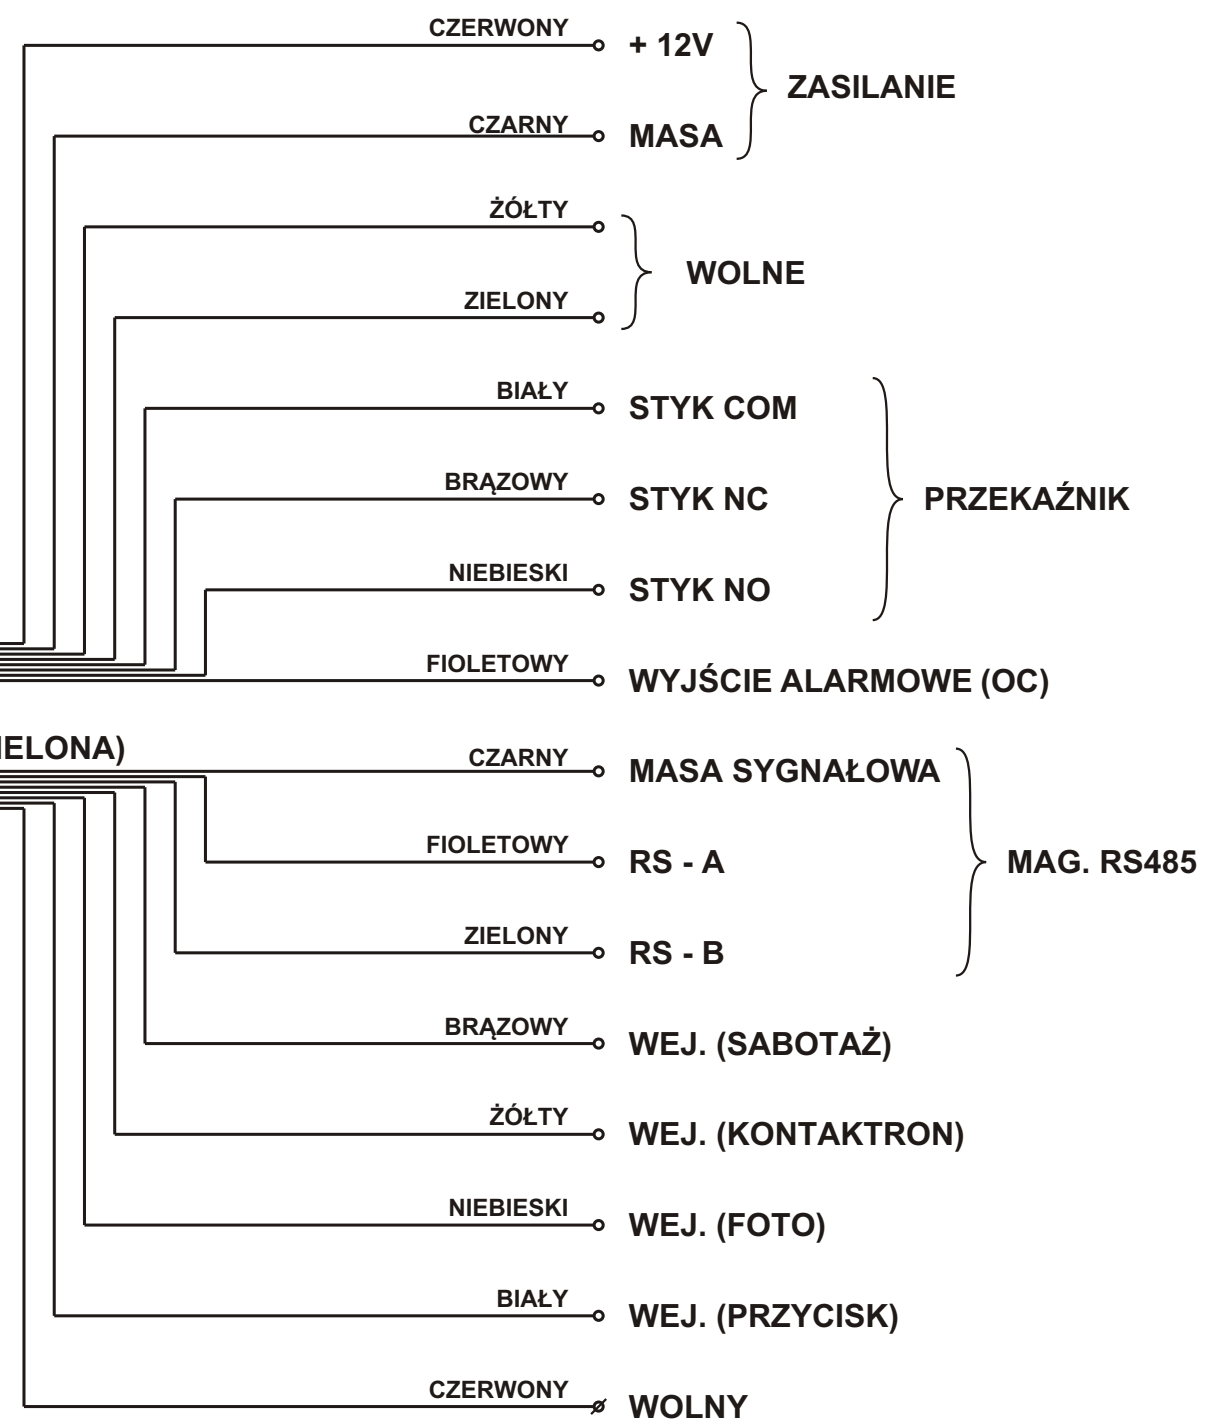 CZERWONY + 12V
ZASILANIE
CZARNY MASA
ŻÓŁTY
WOLNE
ZIELONY
BIAŁY STYK COM
BRĄZOWY STYK NC PRZEKAŹNIK
NIEBIESKI STYK NO
FIOLETOWY WYJŚCIE ALARMOWE (OC)
IELONA)
CZARNY MASA SYGNAŁOWA
FIOLETOWY RS - A MAG. RS485
ZIELONY RS - B
BRĄZOWY WEJ. (SABOTAŻ)
ŻÓŁTY WEJ. (KONTAKTRON)
NIEBIESKI WEJ. (FOTO)
BIAŁY WEJ. (PRZYCISK)
CZERWONY WOLNY